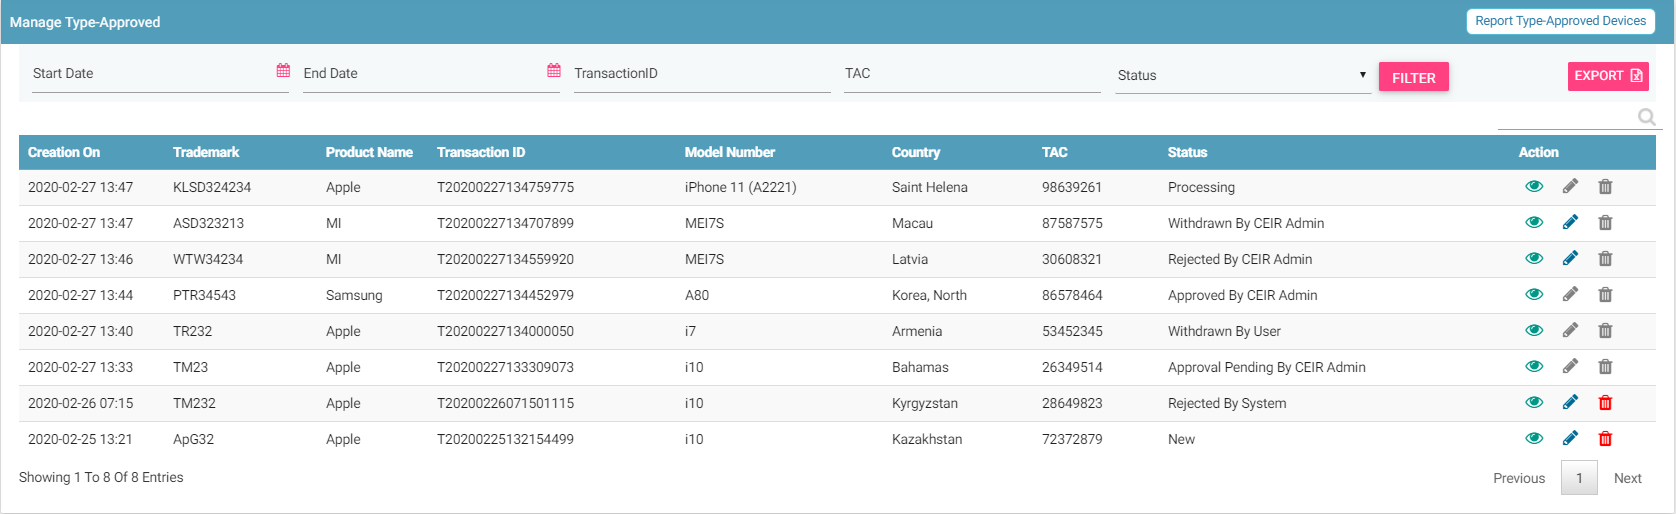 Manage Type-Approved Report Type-Approved Devices
Start Date End Date TransactionID TAC Status FILTER EXPORT
Creation On Trademark Product Name Transaction ID Model Number Country TAC Status Action
2020-02-27 13:47 KLSD324234 Apple T20200227134759775 iPhone 11 (A2221) Saint Helena 98639261 Processing
2020-02-27 13:47 ASD323213 MI T20200227134707899 MEI7S Macau 87587575 Withdrawn By CEIR Admin
2020-02-27 13:46 WTW34234 MI T20200227134559920 MEI7S Latvia 30608321 Rejected By CEIR Admin
2020-02-27 13:44 PTR34543 Samsung T20200227134452979 A80 Korea, North 86578464 Approved By CEIR Admin
2020-02-27 13:40 TR232 Apple T20200227134000050 i7 Armenia 53452345 Withdrawn By User
2020-02-27 13:33 TM23 Apple T20200227133309073 i10 Bahamas 26349514 Approval Pending By CEIR Admin
2020-02-26 07:15 TM232 Apple T20200226071501115 i10 Kyrgyzstan 28649823 Rejected By System
2020-02-25 13:21 ApG32 Apple T20200225132154499 i10 Kazakhstan 72372879 New
Showing 1 To 8 Of 8 Entries Previous 1 Next